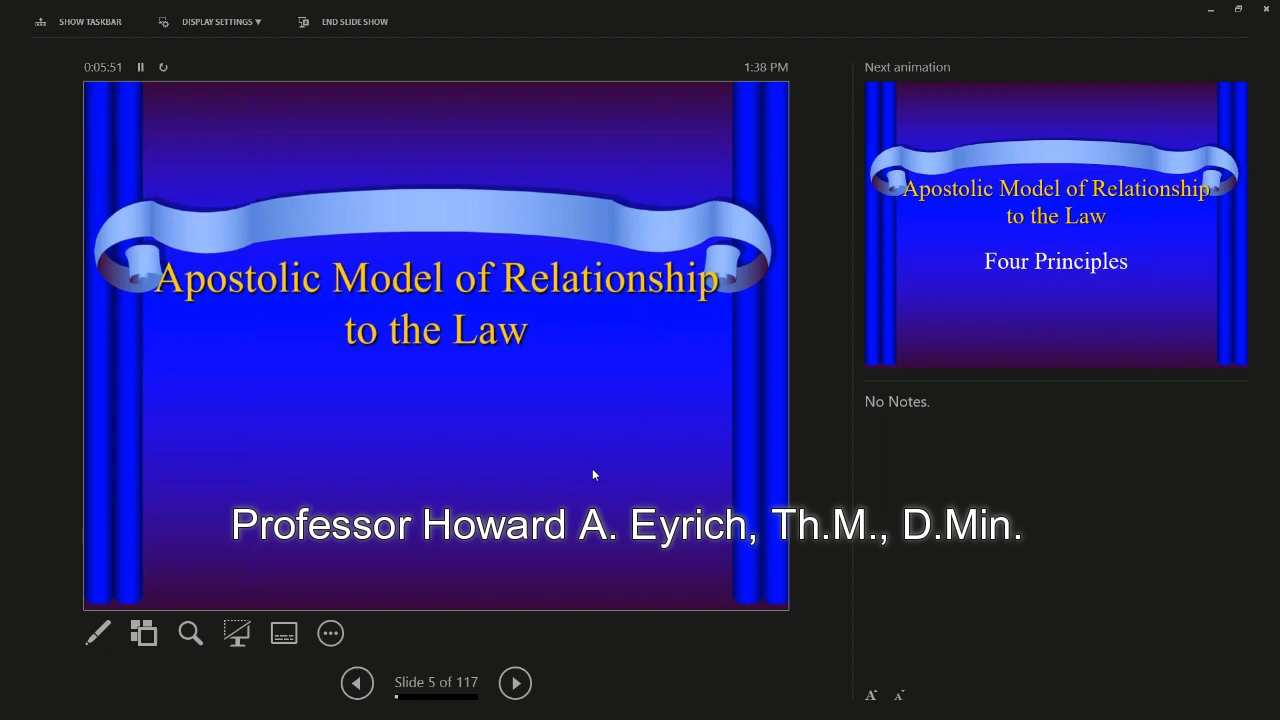 SHOW TASKBAR
DISPLAY SETTINGS ▼
END SLIDE SHOW
0:05:51
1:38 PM
Apostolic Model of Relationship
to the Law
Professor Howard A. Eyrich, Th.M., D.Min.
Slide 5 of 117
Next animation
Apostolic Model of Relationship
to the Law
Four Principles
No Notes.
A A